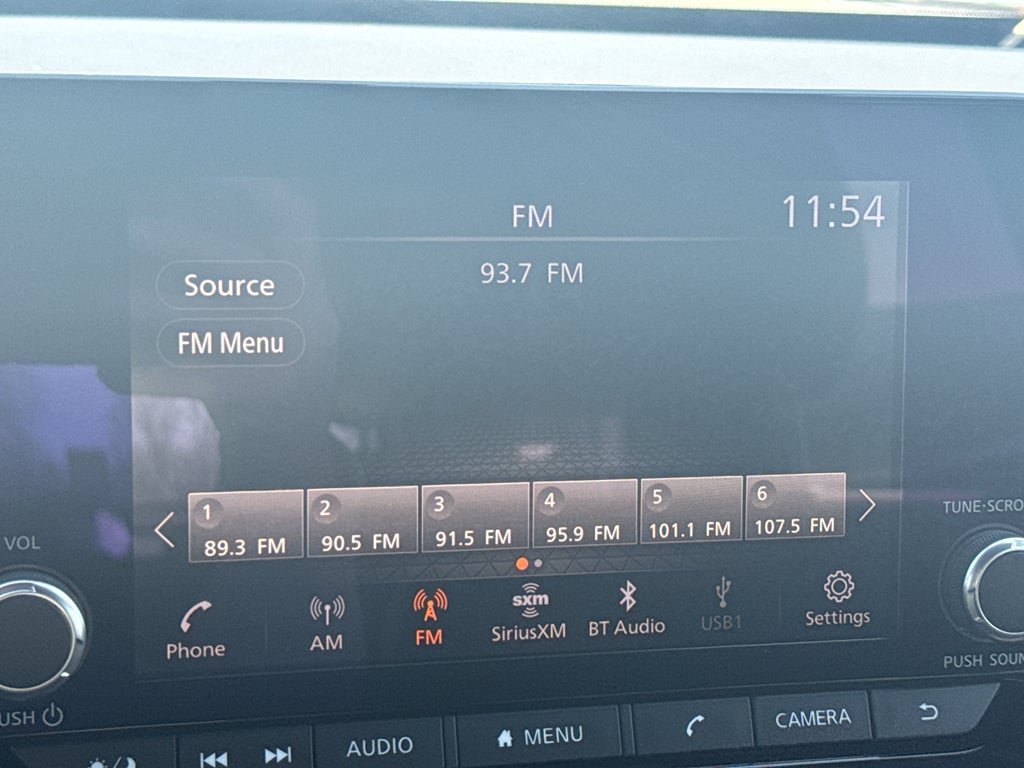 FM
11:54
93.7 FM
Source
FM Menu
1
89.3 FM
2
90.5 FM
3
91.5 FM
4
95.9 FM
5
101.1 FM
6
107.5 FM
VOL
TUNE·SCRO
Phone
AM
FM
sxm
SiriusXM
BT Audio
USB1
Settings
USH
PUSH SOUN
AUDIO
MENU
CAMERA